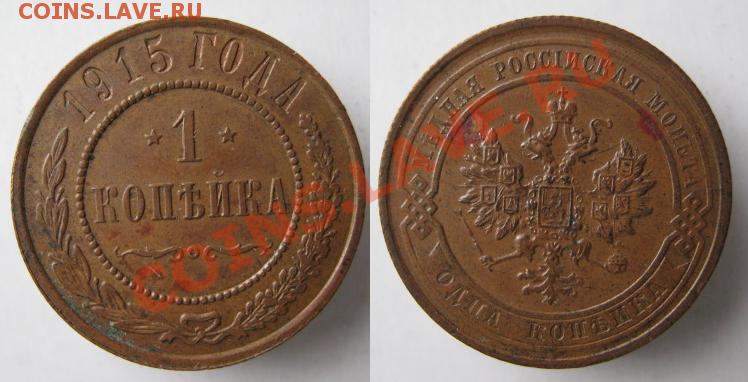 COINS.LAVE.RU
1915 ГОДА
1
КОПѢЙКА
COINS.LAVE.RU
МѢДНАЯ РОССІЙСКАЯ МОНЕТА
ОДНА КОПѢЙКА